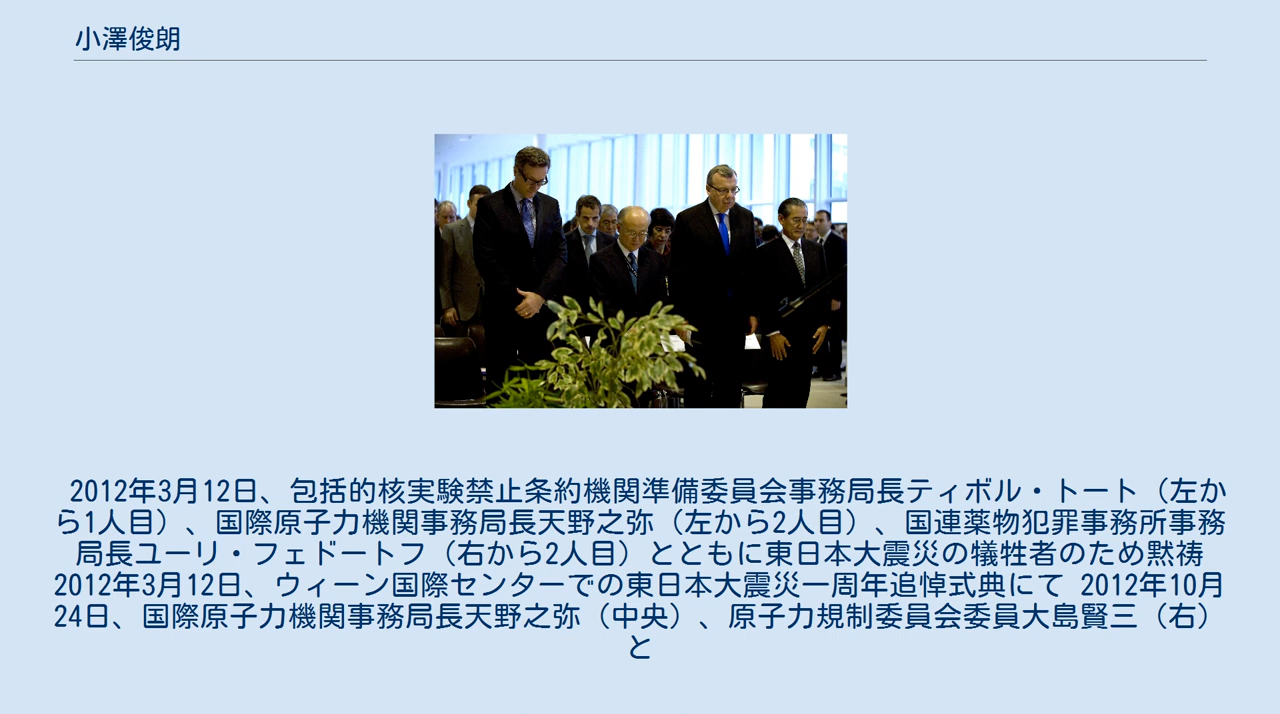 小澤俊朗
2012年3月12日、包括的核実験禁止条約機関準備委員会事務局長ティボル・トート（左か
ら1人目）、国際原子力機関事務局長天野之弥（左から2人目）、国連薬物犯罪事務所事務
局長ユーリ・フェドートフ（右から2人目）とともに東日本大震災の犠牲者のため黙祷
2012年3月12日、ウィーン国際センターでの東日本大震災一周年追悼式典にて 2012年10月
24日、国際原子力機関事務局長天野之弥（中央）、原子力規制委員会委員大島賢三（右）
と